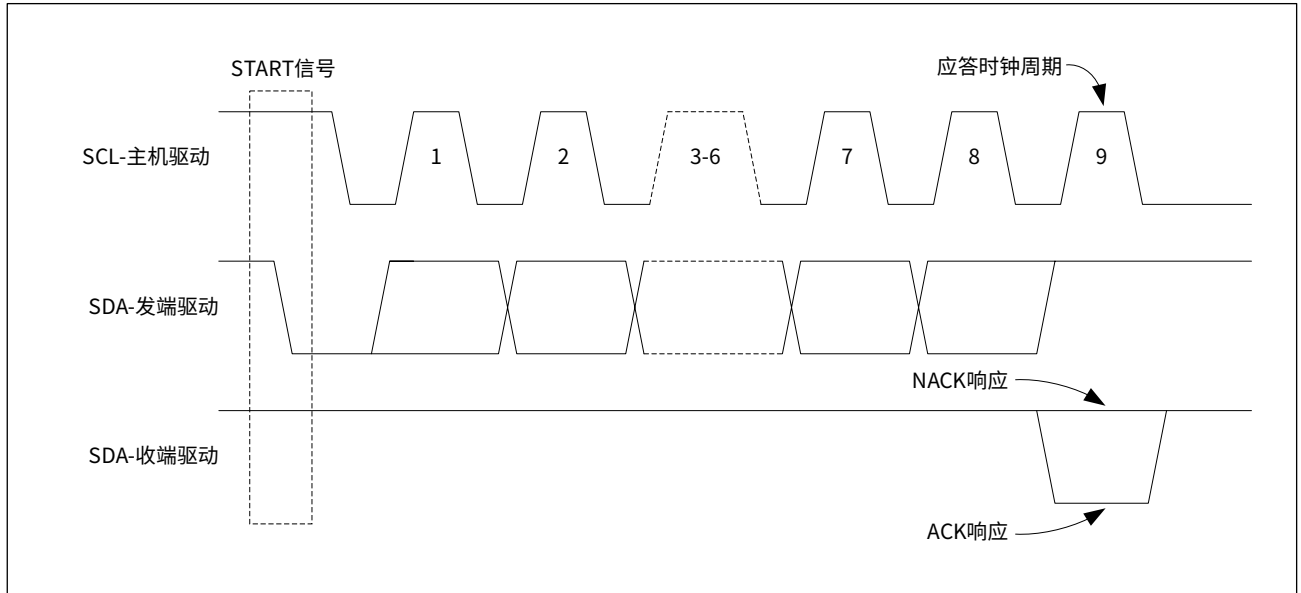 START信号
应答时钟周期
SCL-主机驱动
1
2
3-6
7
8
9
SDA-发端驱动
NACK响应
SDA-收端驱动
ACK响应